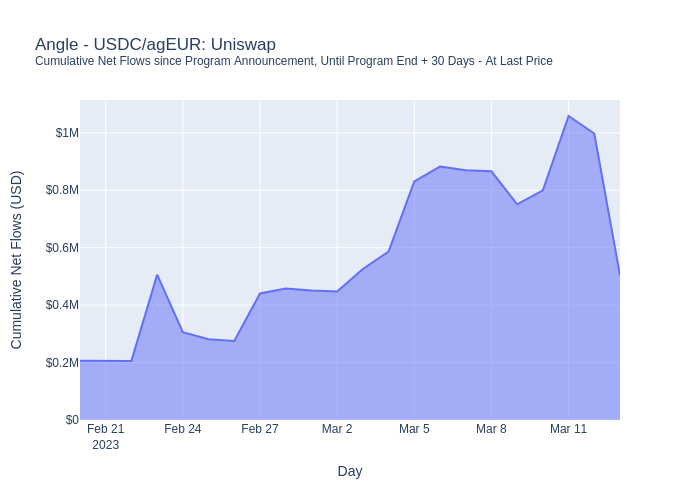 Angle - USDC/agEUR: Uniswap
Cumulative Net Flows since Program Announcement, Until Program End + 30 Days - At Last Price
Cumulative Net Flows (USD)
$1M
$0.8M
$0.6M
$0.4M
$0.2M
$0
Feb 21
2023
Feb 24
Feb 27
Mar 2
Mar 5
Mar 8
Mar 11
Day